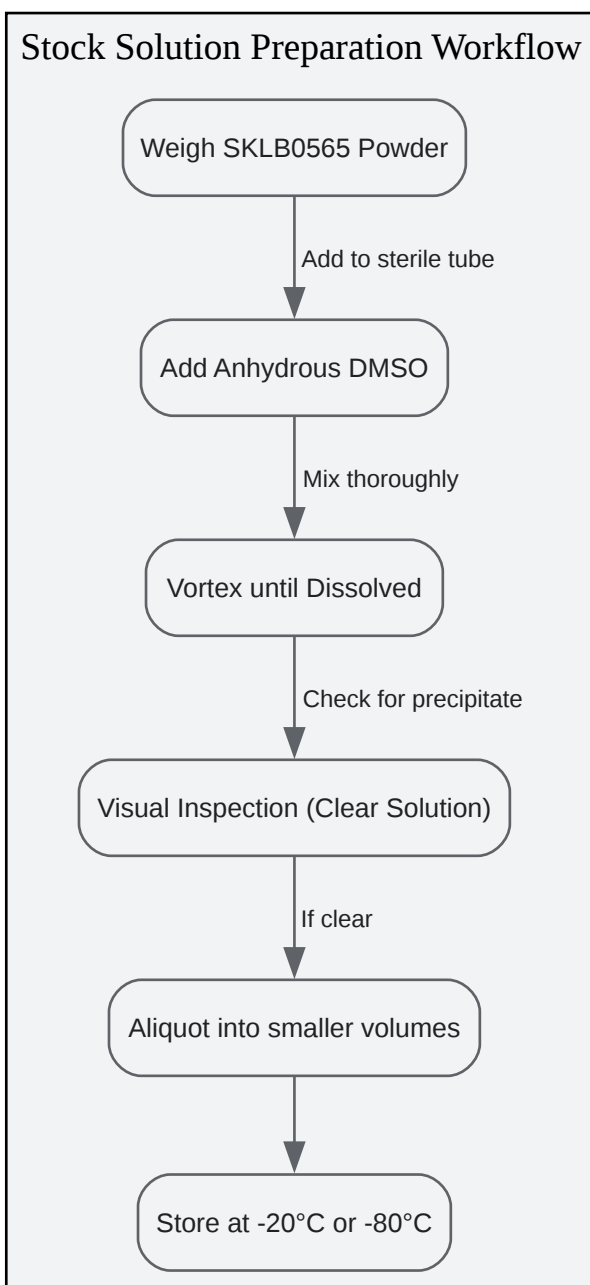 Stock Solution Preparation Workflow
Weigh SKLB0565 Powder
Add to sterile tube
Add Anhydrous DMSO
Mix thoroughly
Vortex until Dissolved
Check for precipitate
Visual Inspection (Clear Solution)
If clear
Aliquot into smaller volumes
Store at -20°C or -80°C